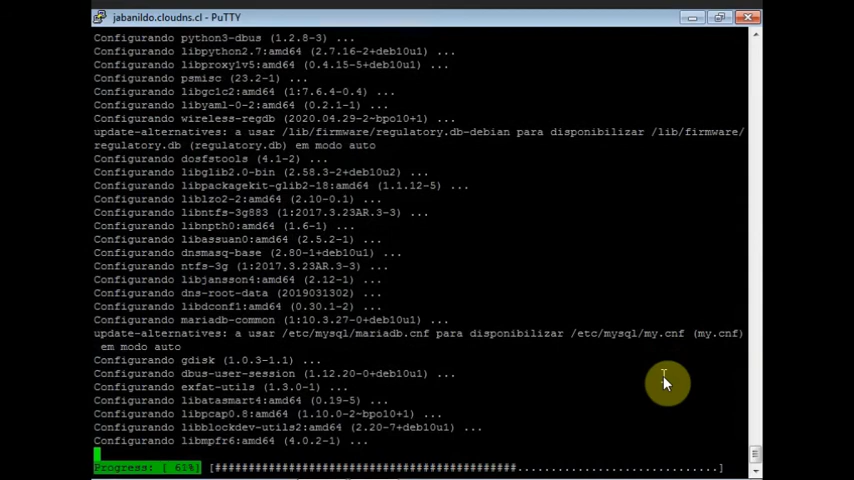 jabanildo.cloudns.cl - PuTTY
Configurando python3-dbus (1.2.8-3) ...
Configurando libpython2.7:amd64 (2.7.16-2+deb10u1) ...
Configurando libproxy1v5:amd64 (0.4.15-5+deb10u1) ...
Configurando psmisc (23.2-1) ...
Configurando libgc1c2:amd64 (1:7.6.4-0.4) ...
Configurando libyaml-0-2:amd64 (0.2.1-1) ...
Configurando wireless-regdb (2020.04.29-2~bpo10+1) ...
update-alternatives: a usar /lib/firmware/regulatory.db-debian para disponibilizar /lib/firmware/
regulatory.db (regulatory.db) em modo auto
Configurando dosfstools (4.1-2) ...
Configurando libglib2.0-bin (2.58.3-2+deb10u2) ...
Configurando libpackagekit-glib2-18:amd64 (1.1.12-5) ...
Configurando liblzo2-2:amd64 (2.10-0.1) ...
Configurando libntfs-3g883 (1:2017.3.23AR.3-3) ...
Configurando libnpth0:amd64 (1.6-1) ...
Configurando libassuan0:amd64 (2.5.2-1) ...
Configurando dnsmasq-base (2.80-1+deb10u1) ...
Configurando ntfs-3g (1:2017.3.23AR.3-3) ...
Configurando libjansson4:amd64 (2.12-1) ...
Configurando dns-root-data (2019031302) ...
Configurando libdconf1:amd64 (0.30.1-2) ...
Configurando mariadb-common (1:10.3.27-0+deb10u1) ...
update-alternatives: a usar /etc/mysql/mariadb.cnf para disponibilizar /etc/mysql/my.cnf (my.cnf)
 em modo auto
Configurando gdisk (1.0.3-1.1) ...
Configurando dbus-user-session (1.12.20-0+deb10u1) ...
Configurando exfat-utils (1.3.0-1) ...
Configurando libatasmart4:amd64 (0.19-5) ...
Configurando libpcap0.8:amd64 (1.10.0-2~bpo10+1) ...
Configurando libblockdev-utils2:amd64 (2.20-7+deb10u1) ...
Configurando libmpfr6:amd64 (4.0.2-1) ...
Progress: [ 61%] [#############################################..............................]